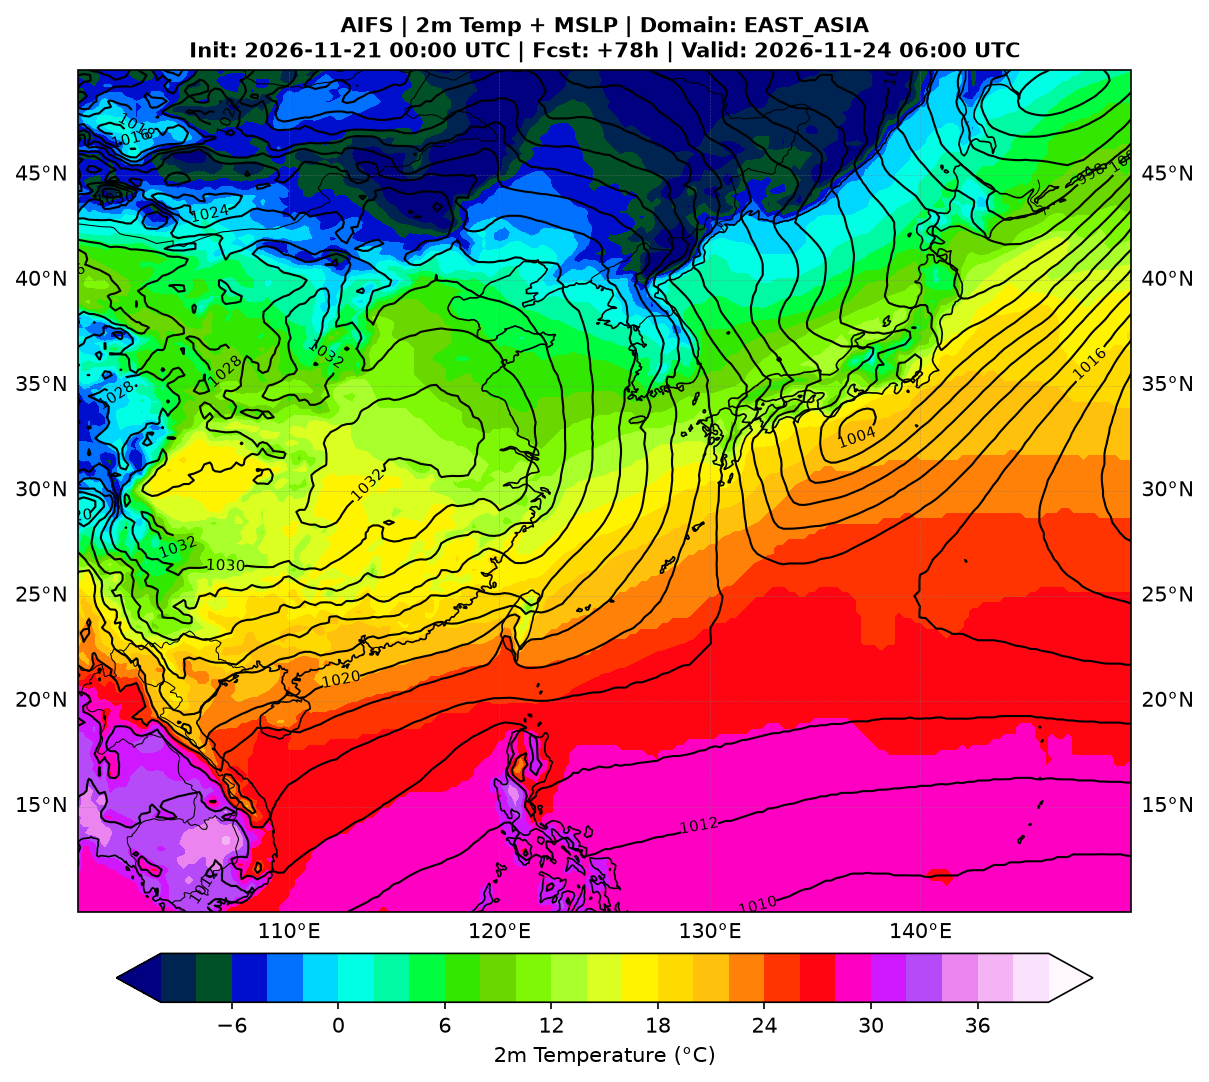 AIFS | 2m Temp + MSLP | Domain: EAST_ASIA
Init: 2026-11-21 00:00 UTC | Fcst: +78h | Valid: 2026-11-24 06:00 UTC
1016
998
45°N
45°N
1024
40°N
40°N
1032
1028
1016
1028
35°N
35°N
1004
1032
30°N
30°N
1032
1030
25°N
25°N
1020
20°N
20°N
15°N
15°N
1012
1010
110°E 120°E 130°E 140°E
−6 0 6 12 18 24 30 36
2m Temperature (°C)